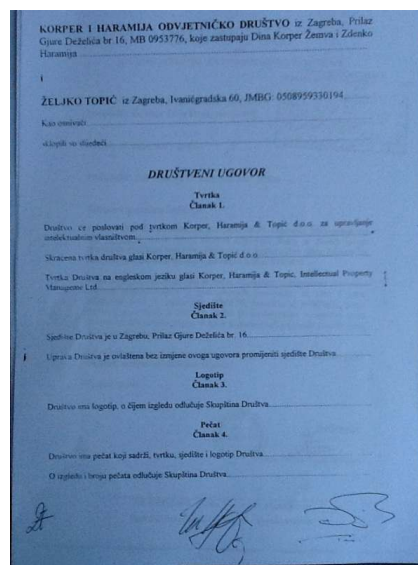 KORPER I HARAMIJA ODVJETNIČKO DRUŠTVO iz Zagreba, Prilaz
Gjure Deželića br 16, MB 0953776, koje zastupaju Dina Korper Žemva i Zdenko
Haramija
i
ŽELJKO TOPIĆ iz Zagreba, Ivanićgradska 60, JMBG: 0508959330194
Kao osnivači
sklopili su sljedeći
DRUŠTVENI UGOVOR
Tvrtka
Članak 1.
Društvo će poslovati pod tvrtkom Korper, Haramija & Topić d.o.o. za upravljanje
intelektualnim vlasništvom
Skraćena tvrtka društva glasi Korper, Haramija & Topić d.o.o.
Tvrtka Društva na engleskom jeziku glasi Korper, Haramija & Topic, Intellectual Property
Ltd.
Sjedište
Članak 2.
Sjedište Društva je u Zagrebu, Prilaz Gjure Deželića br. 16.
Uprava Društva je ovlaštena bez izmjene ovoga ugovora promijeniti sjedište Društva
Logotip
Članak 3.
Društvo ima logotip, o čijem izgledu odlučuje Skupština Društva
Pečat
Članak 4.
Društvo ima pečat koji sadrži, tvrtku, sjedište i logotip Društva
O izgledu i broju pečata odlučuje Skupština Društva